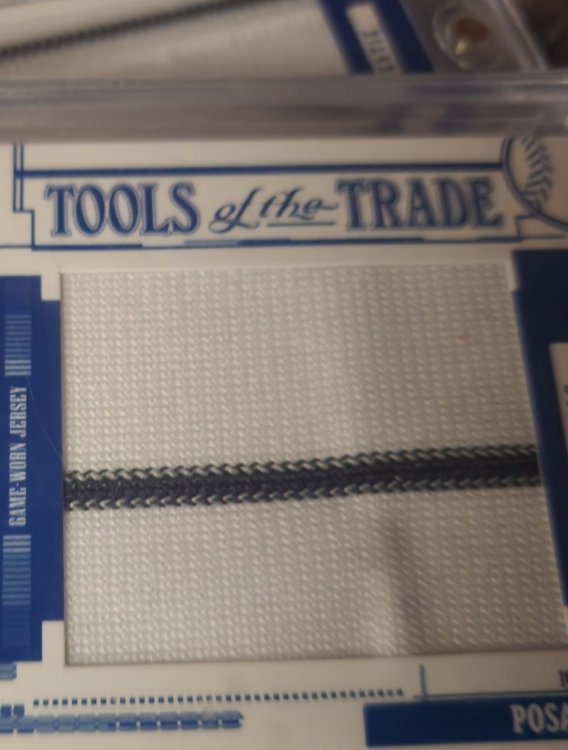 TOOLS of the TRADE
GAME-WORN JERSEY
POSA